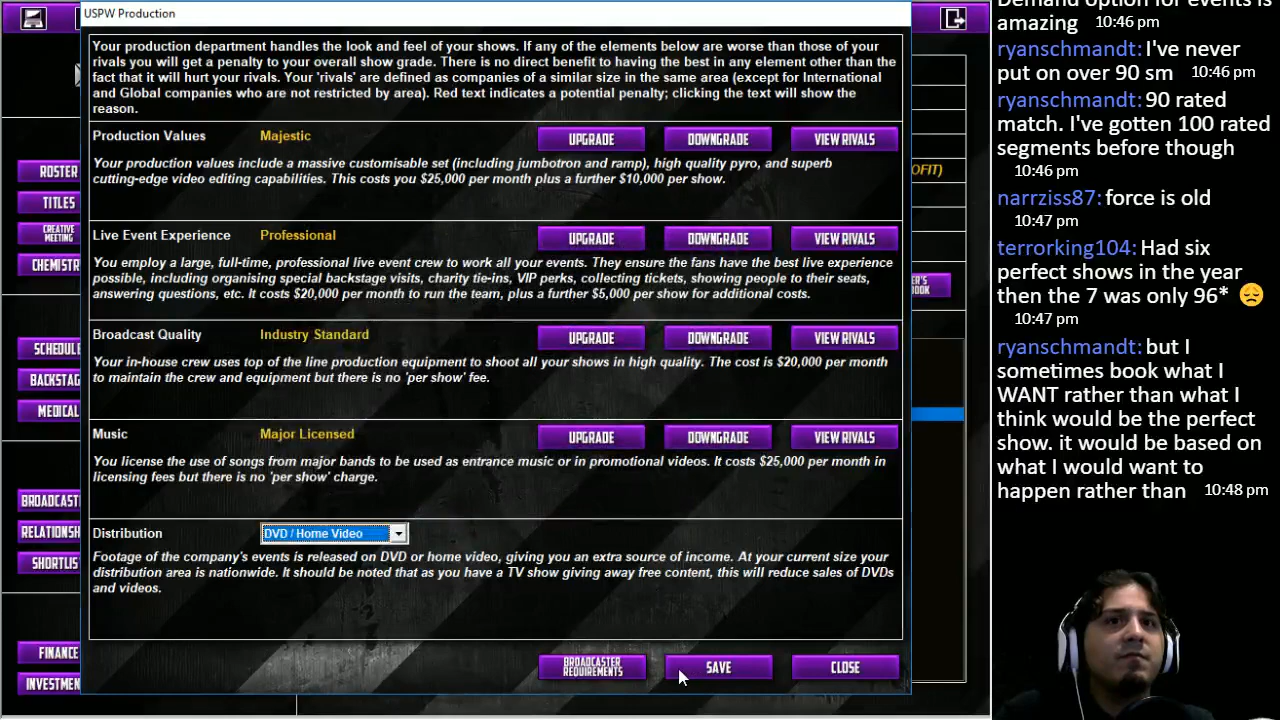 USPW Production
Your production department handles the look and feel of your shows. If any of the elements below are worse than those of your
rivals you will get a penalty to your overall show grade. There is no direct benefit to having the best in any element other than the
fact that it will hurt your rivals. Your 'rivals' are defined as companies of a similar size in the same area (except for International
and Global companies who are not restricted by area). Red text indicates a potential penalty; clicking the text will show the
reason.
Production Values Majestic UPGRADE DOWNGRADE VIEW RIVALS
Your production values include a massive customisable set (including jumbotron and ramp), high quality pyro, and superb
cutting-edge video editing capabilities. This costs you $25,000 per month plus a further $10,000 per show.
Live Event Experience Professional UPGRADE DOWNGRADE VIEW RIVALS
You employ a large, full-time, professional live event crew to work all your events. They ensure the fans have the best live experience
possible, including organising special backstage visits, charity tie-ins, VIP perks, collecting tickets, showing people to their seats,
answering questions, etc. It costs $20,000 per month to run the team, plus a further $5,000 per show for additional costs.
Broadcast Quality Industry Standard UPGRADE DOWNGRADE VIEW RIVALS
Your in-house crew uses top of the line production equipment to shoot all your shows in high quality. The cost is $20,000 per month
to maintain the crew and equipment but there is no 'per show' fee.
Music Major Licensed UPGRADE DOWNGRADE VIEW RIVALS
You license the use of songs from major bands to be used as entrance music or in promotional videos. It costs $25,000 per month in
licensing fees but there is no 'per show' charge.
Distribution DVD / Home Video
Footage of the company's events is released on DVD or home video, giving you an extra source of income. At your current size your
distribution area is nationwide. It should be noted that as you have a TV show giving away free content, this will reduce sales of DVDs
and videos.
BROADCASTER
REQUIREMENTS
SAVE
CLOSE
ROSTER
TITLES
CREATIVE
MEETING
CHEMISTR
SCHEDUL
BACKSTAG
MEDICAL
BROADCAST
RELATIONSH
SHORTLIS
FINANCE
INVESTMEN
OFIT)
ER'S
OOK
Demand option for events is
amazing 10:46 pm
ryanschmandt: I've never
put on over 90 sm 10:46 pm
ryanschmandt: 90 rated
match. I've gotten 100 rated
segments before though
10:46 pm
narrziss87: force is old
10:47 pm
terrorking104: Had six
perfect shows in the year
then the 7 was only 96* 😞
10:47 pm
ryanschmandt: but I
sometimes book what I
WANT rather than what I
think would be the perfect
show. it would be based on
what I would want to
happen rather than 10:48 pm